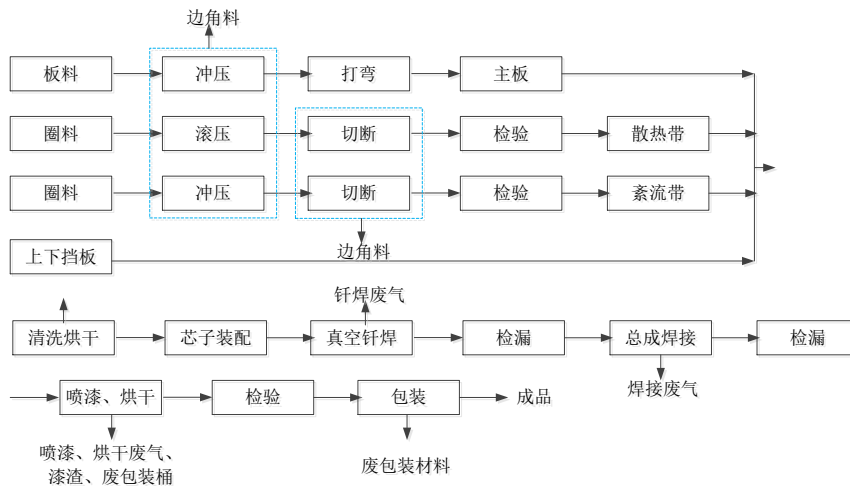 边角料
板料
冲压
打弯
主板
圈料
滚压
切断
检验
散热带
圈料
冲压
切断
检验
紊流带
上下挡板
边角料
钎焊废气
清洗烘干
芯子装配
真空钎焊
检漏
总成焊接
检漏
焊接废气
喷漆、烘干
检验
包装
成品
喷漆、烘干废气、
漆渣、废包装桶
废包装材料